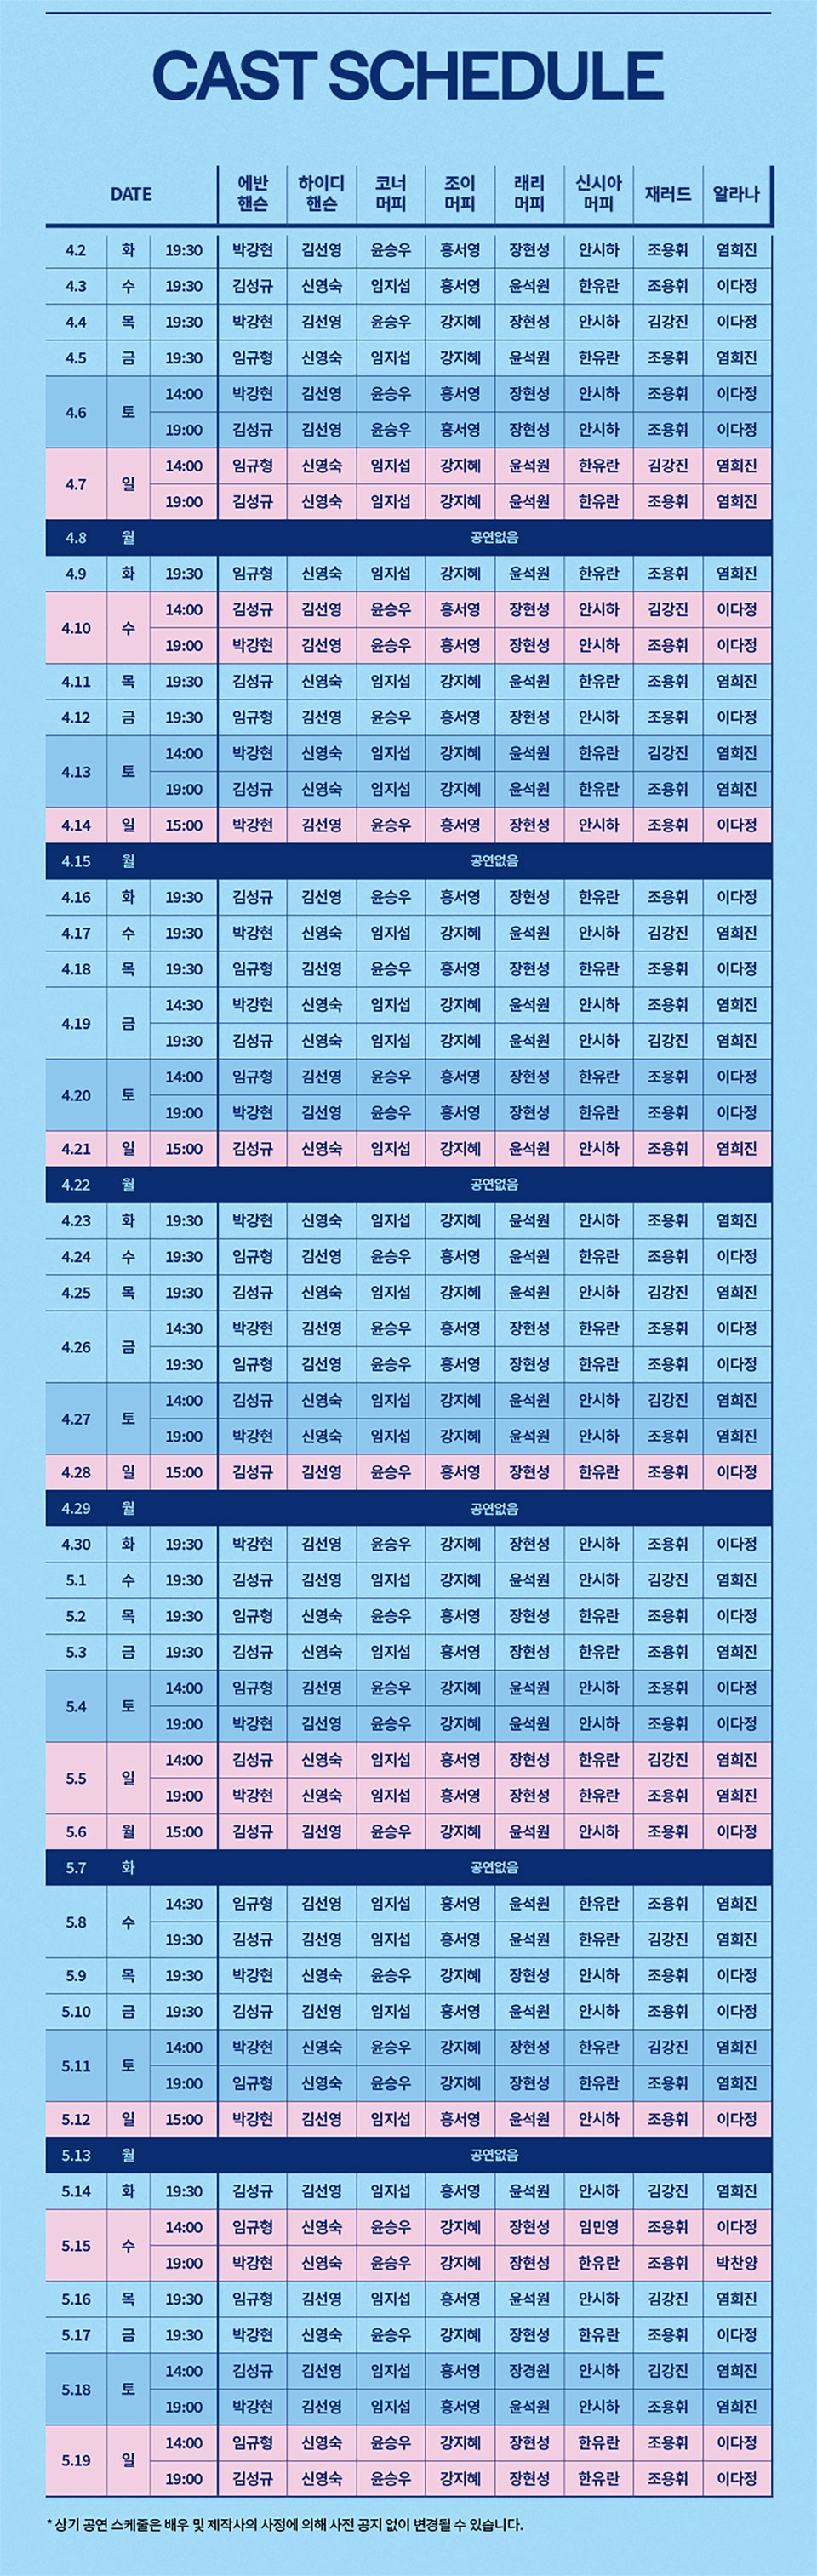 CAST SCHEDULE
DATE 에반 핸슨 하이디 핸슨 코너 머피 조이 머피 래리 머피 신시아 머피 재러드 알라나
4.2 화 19:30 박강현 김선영 윤승우 홍서영 장현성 안시하 조용휘 염희진
4.3 수 19:30 김성규 신영숙 임지섭 홍서영 윤석원 한유란 조용휘 이다정
4.4 목 19:30 박강현 김선영 윤승우 강지혜 장현성 안시하 김강진 이다정
4.5 금 19:30 임규형 신영숙 임지섭 강지혜 윤석원 한유란 조용휘 염희진
4.6 토 14:00 박강현 김선영 윤승우 홍서영 장현성 안시하 조용휘 이다정
19:00 김성규 김선영 윤승우 홍서영 장현성 안시하 조용휘 이다정
4.7 일 14:00 임규형 신영숙 임지섭 강지혜 윤석원 한유란 김강진 염희진
19:00 김성규 신영숙 임지섭 강지혜 윤석원 한유란 조용휘 염희진
4.8 월 공연없음
4.9 화 19:30 임규형 신영숙 임지섭 강지혜 윤석원 한유란 조용휘 염희진
4.10 수 14:00 김성규 김선영 윤승우 홍서영 장현성 안시하 김강진 이다정
19:00 박강현 김선영 윤승우 홍서영 장현성 안시하 조용휘 이다정
4.11 목 19:30 김성규 신영숙 임지섭 강지혜 윤석원 한유란 조용휘 염희진
4.12 금 19:30 임규형 김선영 윤승우 홍서영 장현성 안시하 조용휘 이다정
4.13 토 14:00 박강현 신영숙 임지섭 강지혜 윤석원 한유란 김강진 염희진
19:00 김성규 신영숙 임지섭 강지혜 윤석원 한유란 조용휘 염희진
4.14 일 15:00 박강현 김선영 윤승우 홍서영 장현성 안시하 조용휘 이다정
4.15 월 공연없음
4.16 화 19:30 김성규 김선영 윤승우 홍서영 장현성 한유란 조용휘 이다정
4.17 수 19:30 박강현 신영숙 임지섭 강지혜 윤석원 안시하 김강진 염희진
4.18 목 19:30 임규형 김선영 윤승우 홍서영 장현성 한유란 조용휘 이다정
4.19 금 14:30 박강현 신영숙 임지섭 강지혜 윤석원 안시하 조용휘 염희진
19:30 김성규 신영숙 임지섭 강지혜 윤석원 안시하 김강진 염희진
4.20 토 14:00 임규형 김선영 윤승우 홍서영 장현성 한유란 조용휘 이다정
19:00 박강현 김선영 윤승우 홍서영 장현성 한유란 조용휘 이다정
4.21 일 15:00 김성규 신영숙 임지섭 강지혜 윤석원 안시하 조용휘 염희진
4.22 월 공연없음
4.23 화 19:30 박강현 신영숙 임지섭 강지혜 윤석원 안시하 조용휘 염희진
4.24 수 19:30 임규형 김선영 윤승우 홍서영 윤석원 한유란 조용휘 이다정
4.25 목 19:30 김성규 신영숙 임지섭 강지혜 윤석원 안시하 김강진 염희진
4.26 금 14:30 박강현 김선영 윤승우 홍서영 장현성 한유란 조용휘 이다정
19:30 임규형 김선영 윤승우 홍서영 장현성 한유란 조용휘 이다정
4.27 토 14:00 김성규 신영숙 임지섭 강지혜 윤석원 안시하 김강진 염희진
19:00 박강현 신영숙 임지섭 강지혜 윤석원 안시하 조용휘 염희진
4.28 일 15:00 김성규 김선영 윤승우 홍서영 장현성 한유란 조용휘 이다정
4.29 월 공연없음
4.30 화 19:30 박강현 김선영 윤승우 강지혜 장현성 안시하 조용휘 이다정
5.1 수 19:30 김성규 김선영 임지섭 강지혜 윤석원 안시하 김강진 염희진
5.2 목 19:30 임규형 신영숙 윤승우 홍서영 장현성 한유란 조용휘 이다정
5.3 금 19:30 김성규 신영숙 임지섭 홍서영 장현성 한유란 조용휘 염희진
5.4 토 14:00 임규형 김선영 윤승우 강지혜 윤석원 안시하 조용휘 이다정
19:00 박강현 김선영 윤승우 강지혜 윤석원 안시하 조용휘 이다정
5.5 일 14:00 김성규 신영숙 임지섭 홍서영 장현성 한유란 김강진 염희진
19:00 박강현 신영숙 임지섭 홍서영 장현성 한유란 조용휘 염희진
5.6 월 15:00 김성규 김선영 윤승우 강지혜 윤석원 안시하 조용휘 이다정
5.7 화 공연없음
5.8 수 14:30 임규형 김선영 임지섭 홍서영 윤석원 한유란 조용휘 염희진
19:30 김성규 김선영 임지섭 홍서영 윤석원 한유란 김강진 염희진
5.9 목 19:30 박강현 신영숙 윤승우 강지혜 장현성 안시하 조용휘 이다정
5.10 금 19:30 김성규 김선영 임지섭 홍서영 윤석원 안시하 조용휘 이다정
5.11 토 14:00 박강현 신영숙 윤승우 강지혜 장현성 한유란 김강진 염희진
19:00 임규형 신영숙 윤승우 강지혜 장현성 한유란 조용휘 염희진
5.12 일 15:00 박강현 김선영 임지섭 홍서영 윤석원 안시하 조용휘 이다정
5.13 월 공연없음
5.14 화 19:30 김성규 김선영 임지섭 홍서영 윤석원 안시하 김강진 염희진
5.15 수 14:00 임규형 신영숙 윤승우 강지혜 장현성 임민영 조용휘 이다정
19:00 박강현 신영숙 윤승우 강지혜 장현성 한유란 조용휘 박찬양
5.16 목 19:30 임규형 김선영 임지섭 홍서영 윤석원 안시하 김강진 염희진
5.17 금 19:30 박강현 신영숙 윤승우 강지혜 장현성 한유란 조용휘 이다정
5.18 토 14:00 김성규 김선영 임지섭 홍서영 장경원 안시하 김강진 염희진
19:00 박강현 김선영 임지섭 홍서영 윤석원 안시하 조용휘 염희진
5.19 일 14:00 임규형 신영숙 윤승우 강지혜 장현성 한유란 조용휘 이다정
19:00 김성규 신영숙 윤승우 강지혜 장현성 한유란 조용휘 이다정
* 상기 공연 스케줄은 배우 및 제작사의 사정에 의해 사전 공지 없이 변경될 수 있습니다.